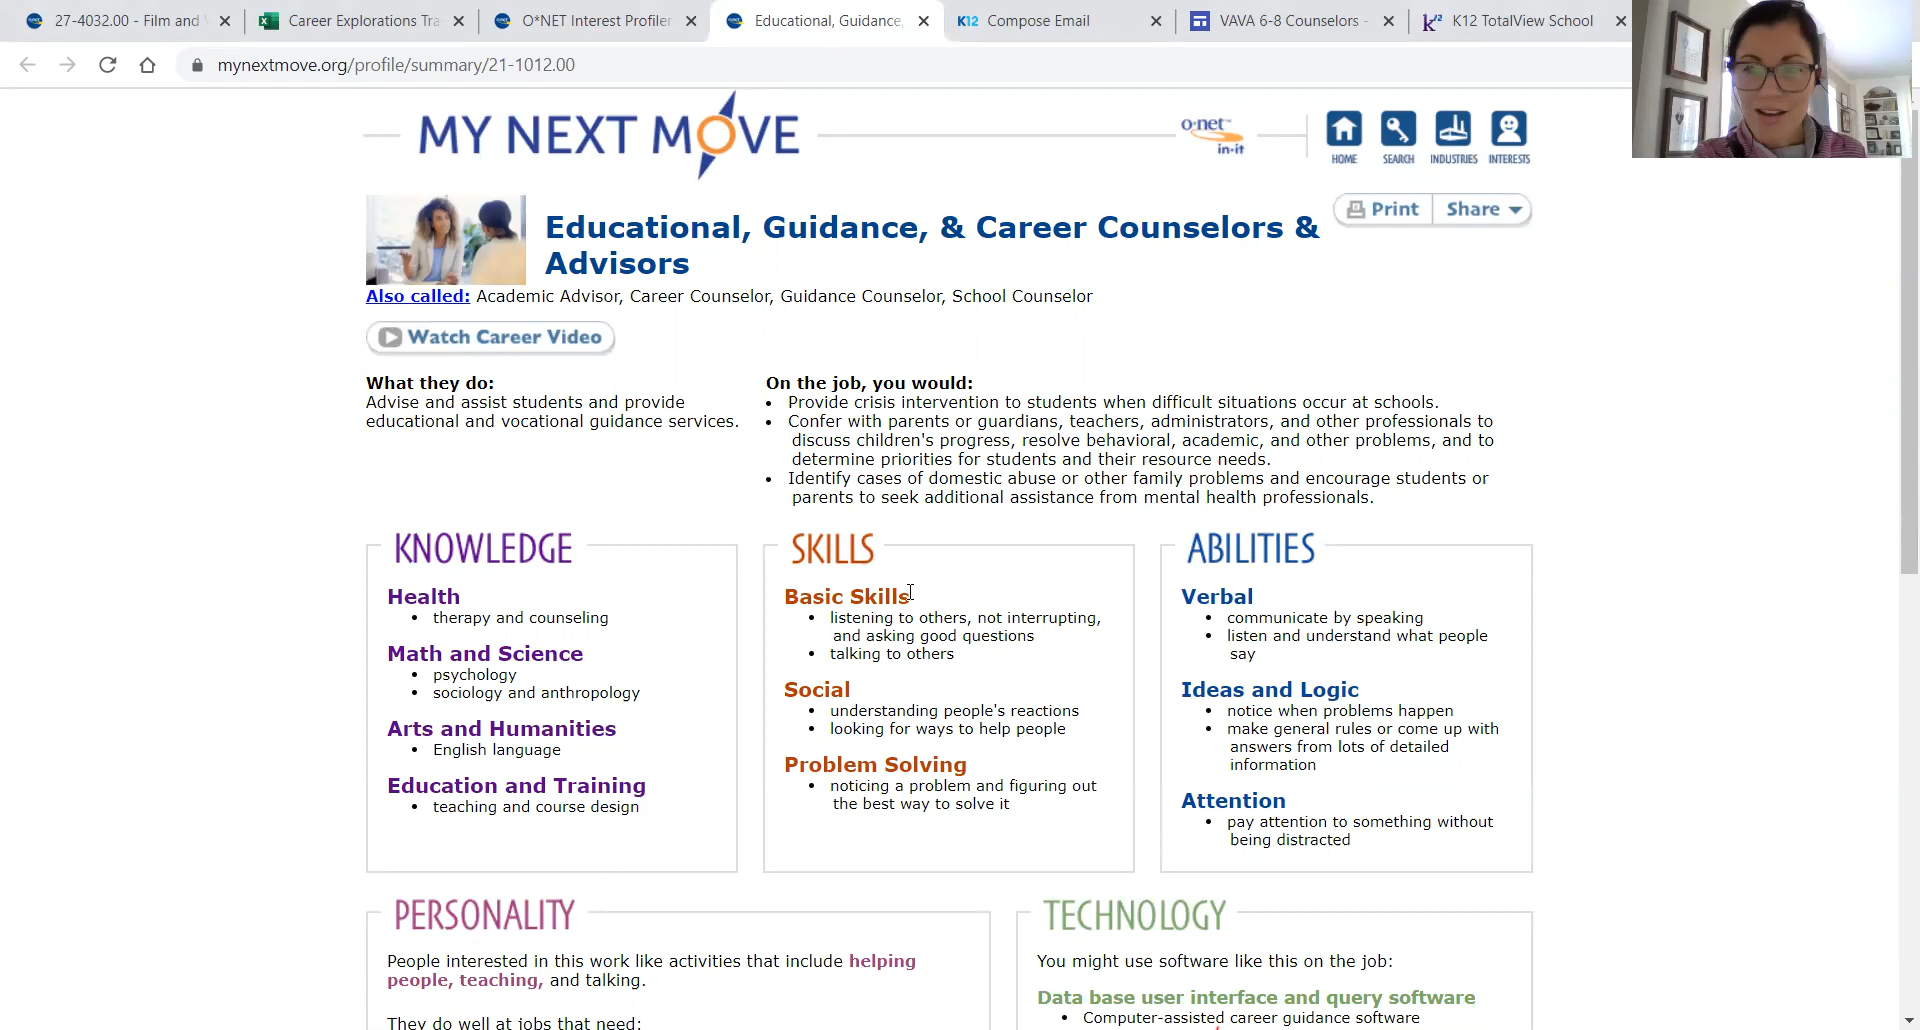 27-4032.00 - Film and
Career Explorations Tra
O*NET Interest Profiler
Educational, Guidance,
K12 Compose Email
VAVA 6-8 Counselors -
K12 TotalView School
mynextmove.org/profile/summary/21-1012.00
MY NEXT MOVE
o·net™
in-it
HOME
SEARCH
INDUSTRIES
INTERESTS
Print
Share
Educational, Guidance, & Career Counselors &
Advisors
Also called: Academic Advisor, Career Counselor, Guidance Counselor, School Counselor
Watch Career Video
What they do:
Advise and assist students and provide
educational and vocational guidance services.
On the job, you would:
• Provide crisis intervention to students when difficult situations occur at schools.
• Confer with parents or guardians, teachers, administrators, and other professionals to
discuss children's progress, resolve behavioral, academic, and other problems, and to
determine priorities for students and their resource needs.
• Identify cases of domestic abuse or other family problems and encourage students or
parents to seek additional assistance from mental health professionals.
KNOWLEDGE
Health
• therapy and counseling
Math and Science
• psychology
• sociology and anthropology
Arts and Humanities
• English language
Education and Training
• teaching and course design
SKILLS
Basic Skills
• listening to others, not interrupting,
and asking good questions
• talking to others
Social
• understanding people's reactions
• looking for ways to help people
Problem Solving
• noticing a problem and figuring out
the best way to solve it
ABILITIES
Verbal
• communicate by speaking
• listen and understand what people
say
Ideas and Logic
• notice when problems happen
• make general rules or come up with
answers from lots of detailed
information
Attention
• pay attention to something without
being distracted
PERSONALITY
People interested in this work like activities that include helping
people, teaching, and talking.
They do well at jobs that need:
TECHNOLOGY
You might use software like this on the job:
Data base user interface and query software
• Computer-assisted career guidance software